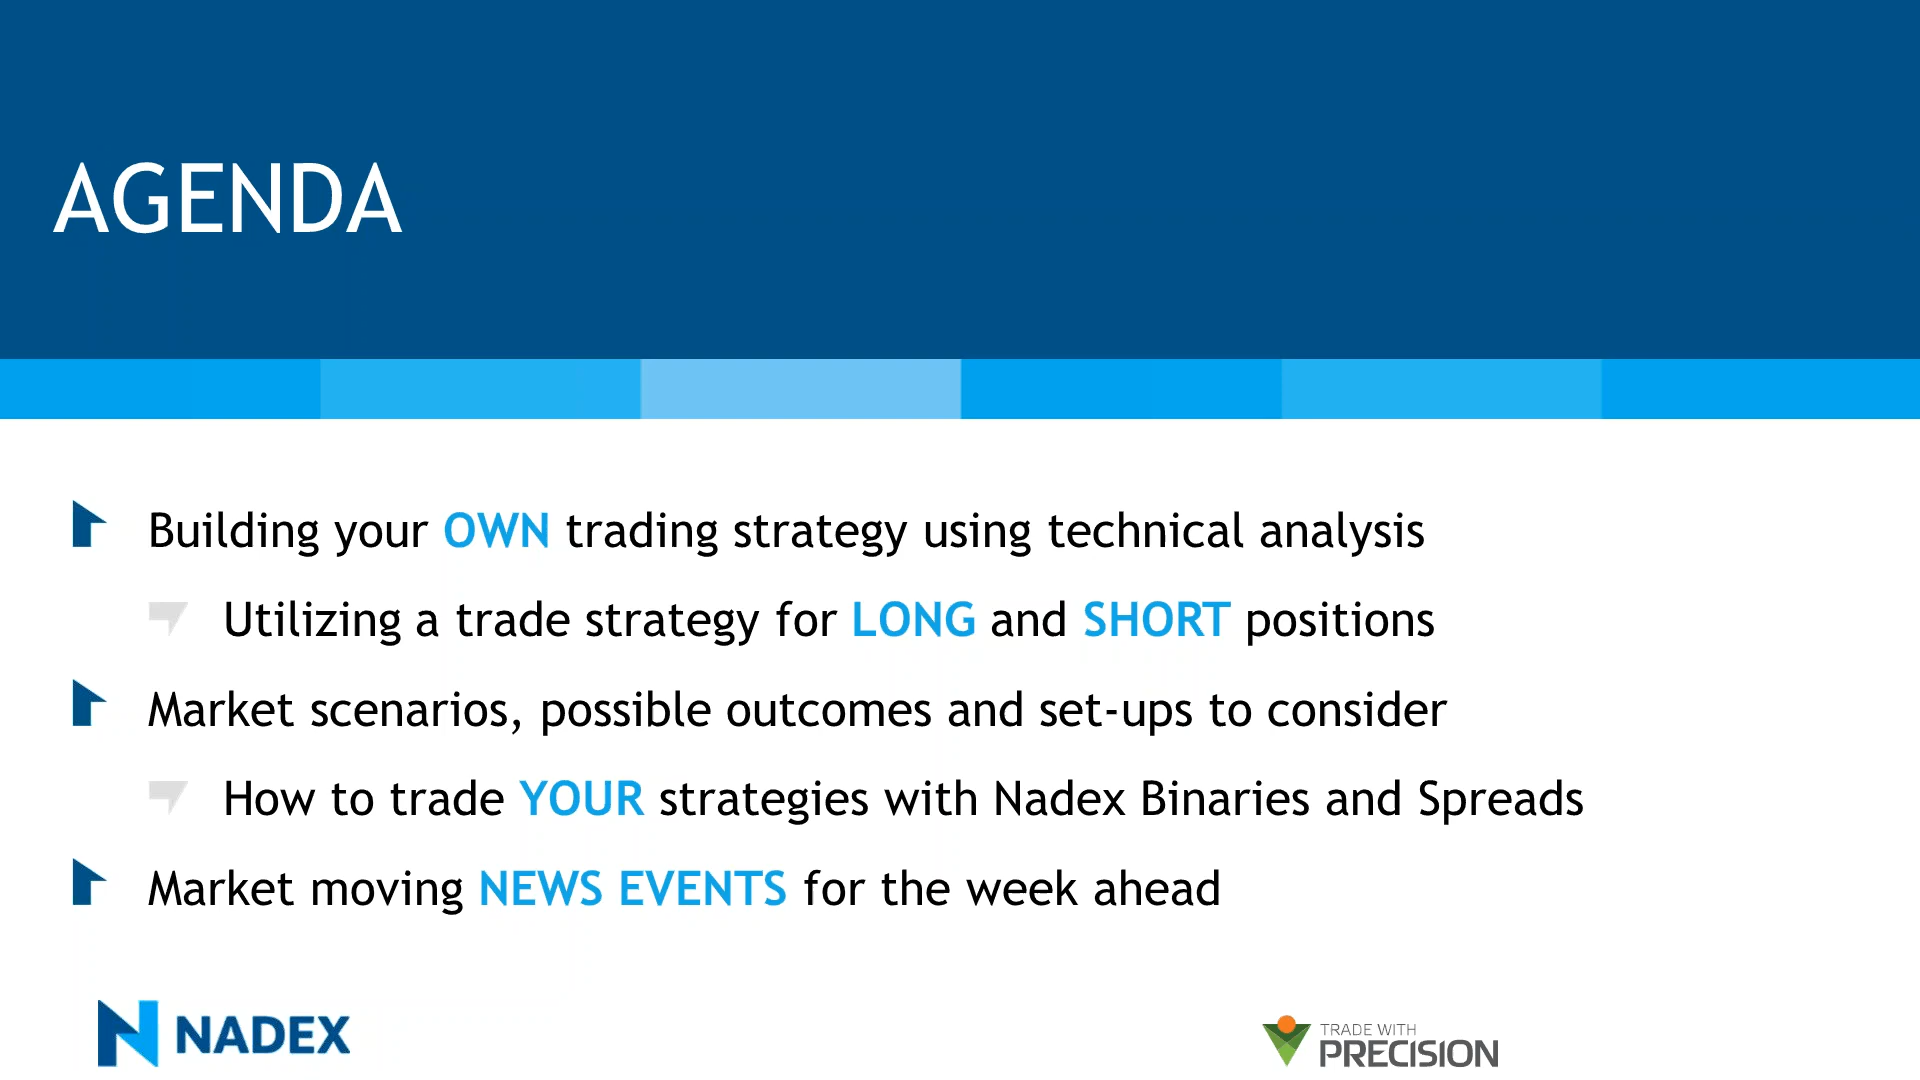 AGENDA
Building your OWN trading strategy using technical analysis
Utilizing a trade strategy for LONG and SHORT positions
Market scenarios, possible outcomes and set-ups to consider
How to trade YOUR strategies with Nadex Binaries and Spreads
Market moving NEWS EVENTS for the week ahead
NADEX
TRADE WITH
PRECISION